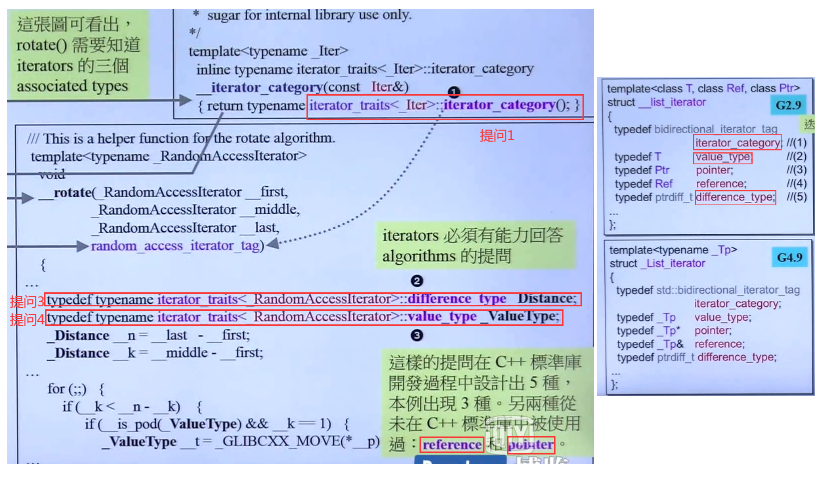 這張圖可看出，
rotate() 需要知道
iterators 的三個
associated types
* sugar for internal library use only.
*/
template<typename _Iter>
inline typename iterator_traits<_Iter>::iterator_category
__iterator_category(const _Iter&)
❶
{ return typename iterator_traits<_Iter>::iterator_category(); }
提问1
/// This is a helper function for the rotate algorithm.
template<typename _RandomAccessIterator>
void
__rotate(_RandomAccessIterator __first,
_RandomAccessIterator __middle,
_RandomAccessIterator __last,
random_access_iterator_tag)
{
iterators 必須有能力回答
algorithms 的提問
…
❷
提问3 typedef typename iterator_traits<_RandomAccessIterator>::difference_type _Distance;
提问4 typedef typename iterator_traits<_RandomAccessIterator>::value_type _ValueType;
❸
_Distance __n = __last - __first;
_Distance __k = __middle - __first;
…
for (;;) {
if (__k < __n - __k) {
if (__is_pod(_ValueType) && __k == 1) {
_ValueType __t = _GLIBCXX_MOVE(*__p)
…
這樣的提問在 C++ 標準庫
開發過程中設計出 5 種，
本例出現 3 種。另兩種從
未在 C++ 標準庫中被使用
過：reference 和 pointer。
template<class T, class Ref, class Ptr>
struct __list_iterator
G2.9
{
typedef bidirectional_iterator_tag
iterator_category; //(1)
typedef T value_type; //(2)
typedef Ptr pointer; //(3)
typedef Ref reference; //(4)
typedef ptrdiff_t difference_type; //(5)
...
};
迭
template<typename _Tp>
struct _List_iterator
G4.9
{
typedef std::bidirectional_iterator_tag
iterator_category;
typedef _Tp value_type;
typedef _Tp* pointer;
typedef _Tp& reference;
typedef ptrdiff_t difference_type;
...
};